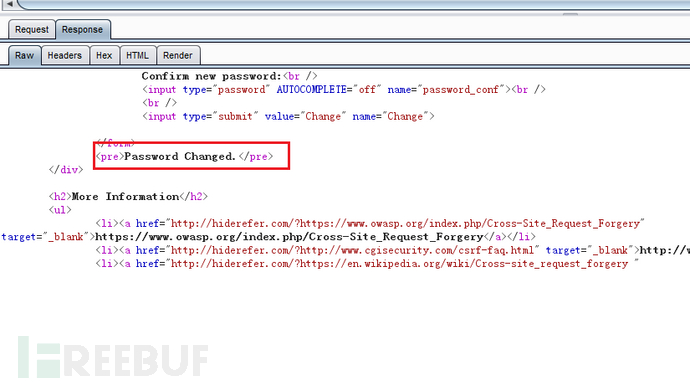 Request Response
Raw Headers Hex HTML Render
Confirm new password:<br />
<input type="password" AUTOCOMPLETE="off" name="password_conf"><br />
<br />
<input type="submit" value="Change" name="Change">
</form>
<pre>Password Changed.</pre>
</div>
<h2>More Information</h2>
<ul>
<li><a href="http://hiderefer.com/?https://www.owasp.org/index.php/Cross-Site_Request_Forgery"
target="_blank">https://www.owasp.org/index.php/Cross-Site_Request_Forgery</a></li>
<li><a href="http://hiderefer.com/?http://www.cgisecurity.com/csrf-faq.html" target="_blank">http://w
<li><a href="http://hiderefer.com/?https://en.wikipedia.org/wiki/Cross-site_request_forgery "
FREEBUF